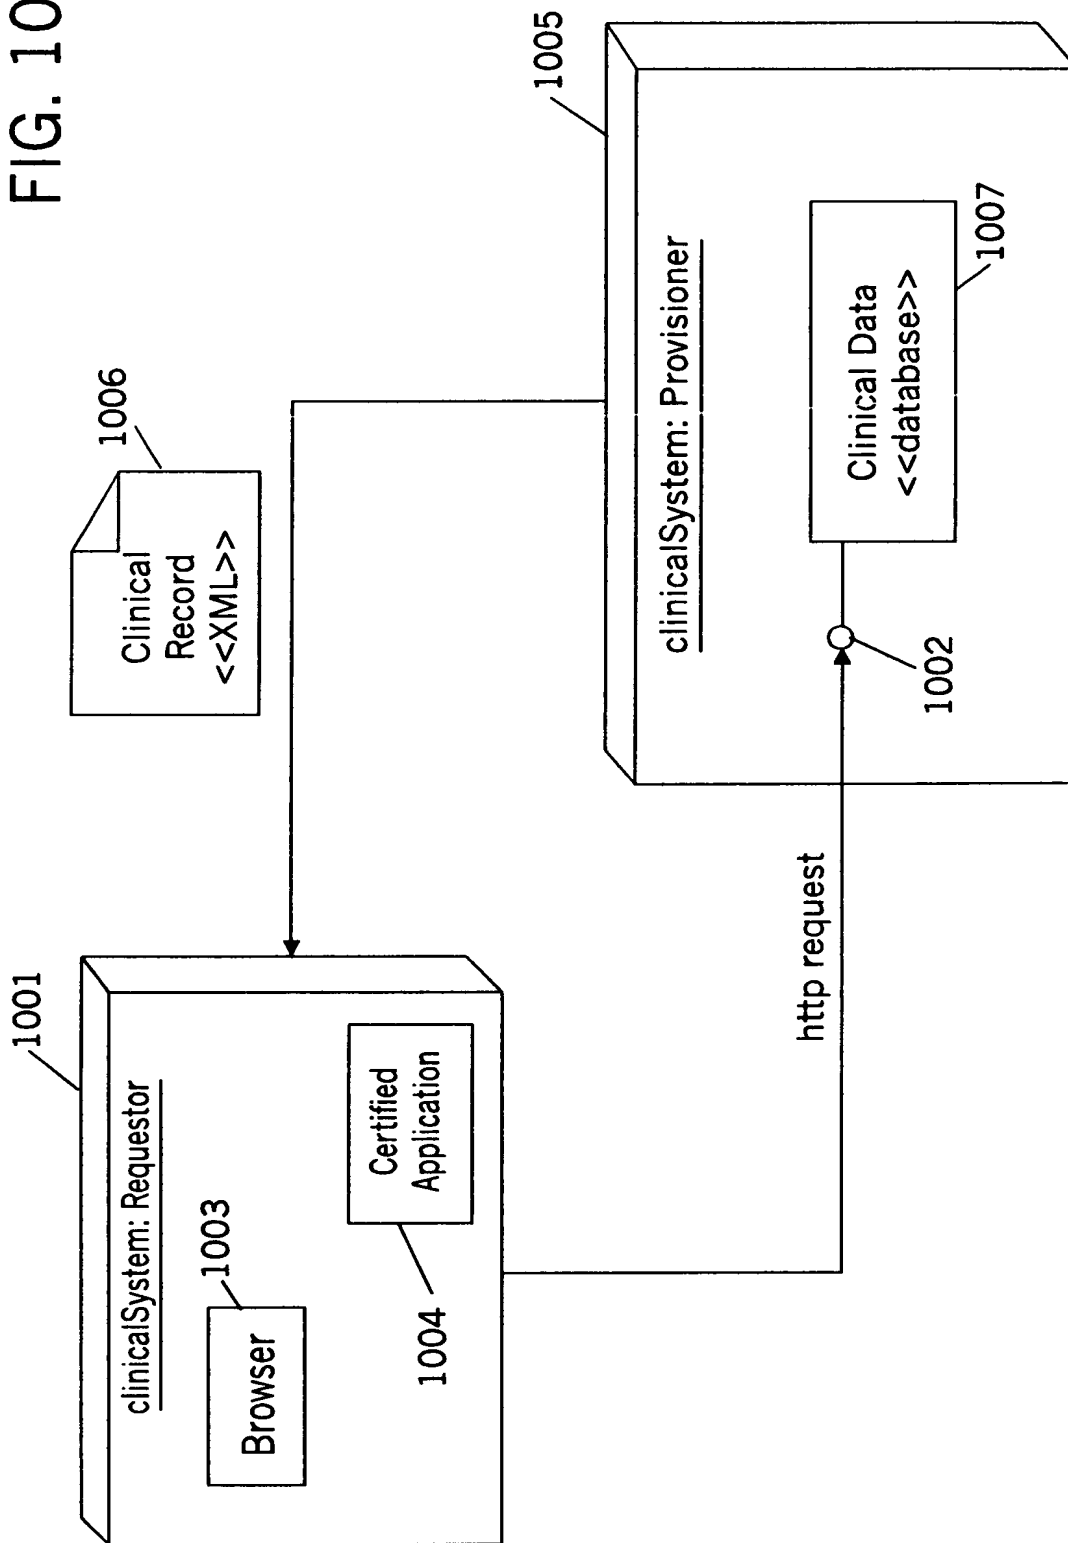 FIG. 10
1001
clinicalSystem: Requestor
1003
Browser
Certified
Application
1004
1006
Clinical
Record
<<XML>>
http request
1005
clinicalSystem: Provisioner
1002
Clinical Data
<<database>>
1007